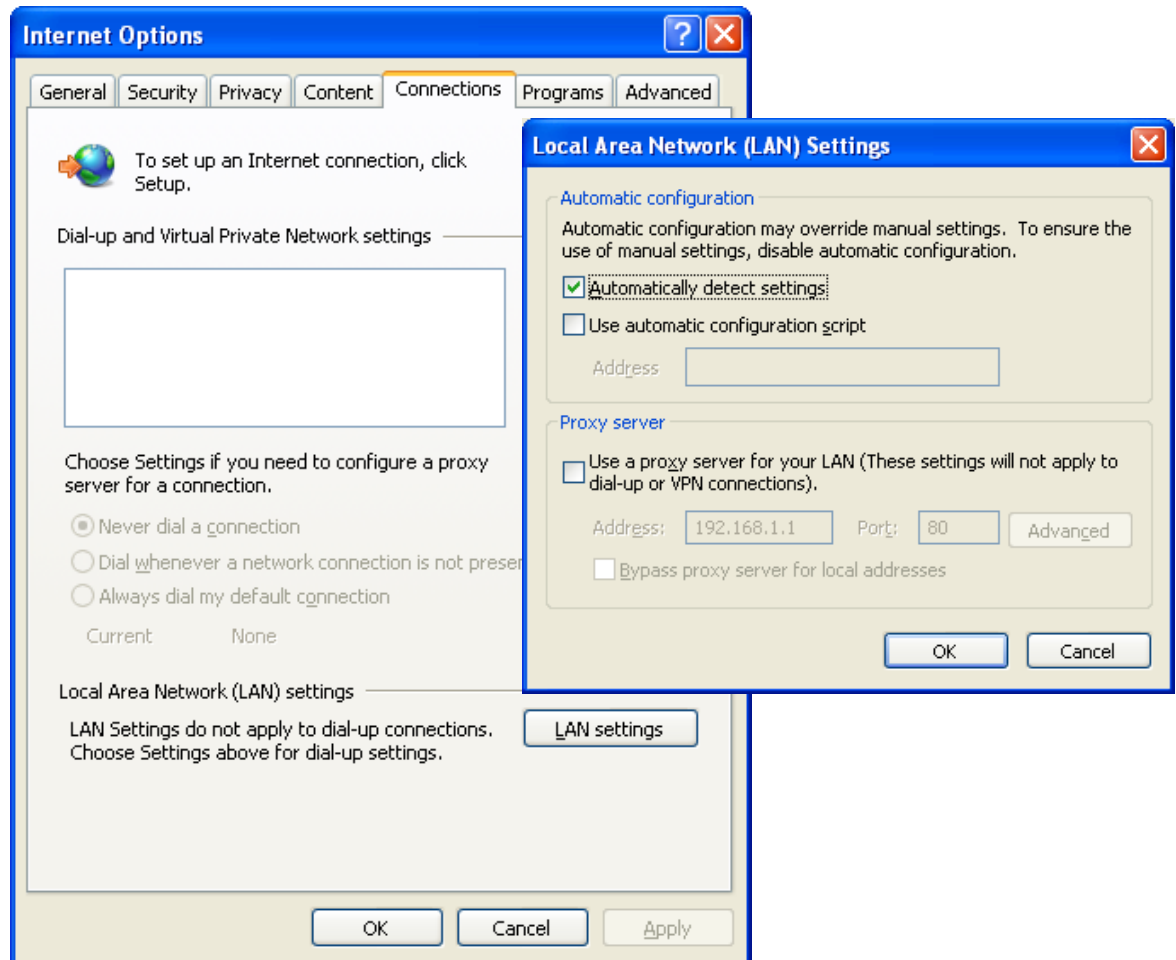 Internet Options
General Security Privacy Content Connections Programs Advanced
To set up an Internet connection, click
Setup.
Dial-up and Virtual Private Network settings
Choose Settings if you need to configure a proxy
server for a connection.
Never dial a connection
Dial whenever a network connection is not preser
Always dial my default connection
Current None
Local Area Network (LAN) settings
LAN Settings do not apply to dial-up connections.
Choose Settings above for dial-up settings.
LAN settings
OK Cancel Apply
Local Area Network (LAN) Settings
Automatic configuration
Automatic configuration may override manual settings. To ensure the
use of manual settings, disable automatic configuration.
Automatically detect settings
Use automatic configuration script
Address
Proxy server
Use a proxy server for your LAN (These settings will not apply to
dial-up or VPN connections).
Address: 192.168.1.1 Port: 80 Advanced
Bypass proxy server for local addresses
OK Cancel